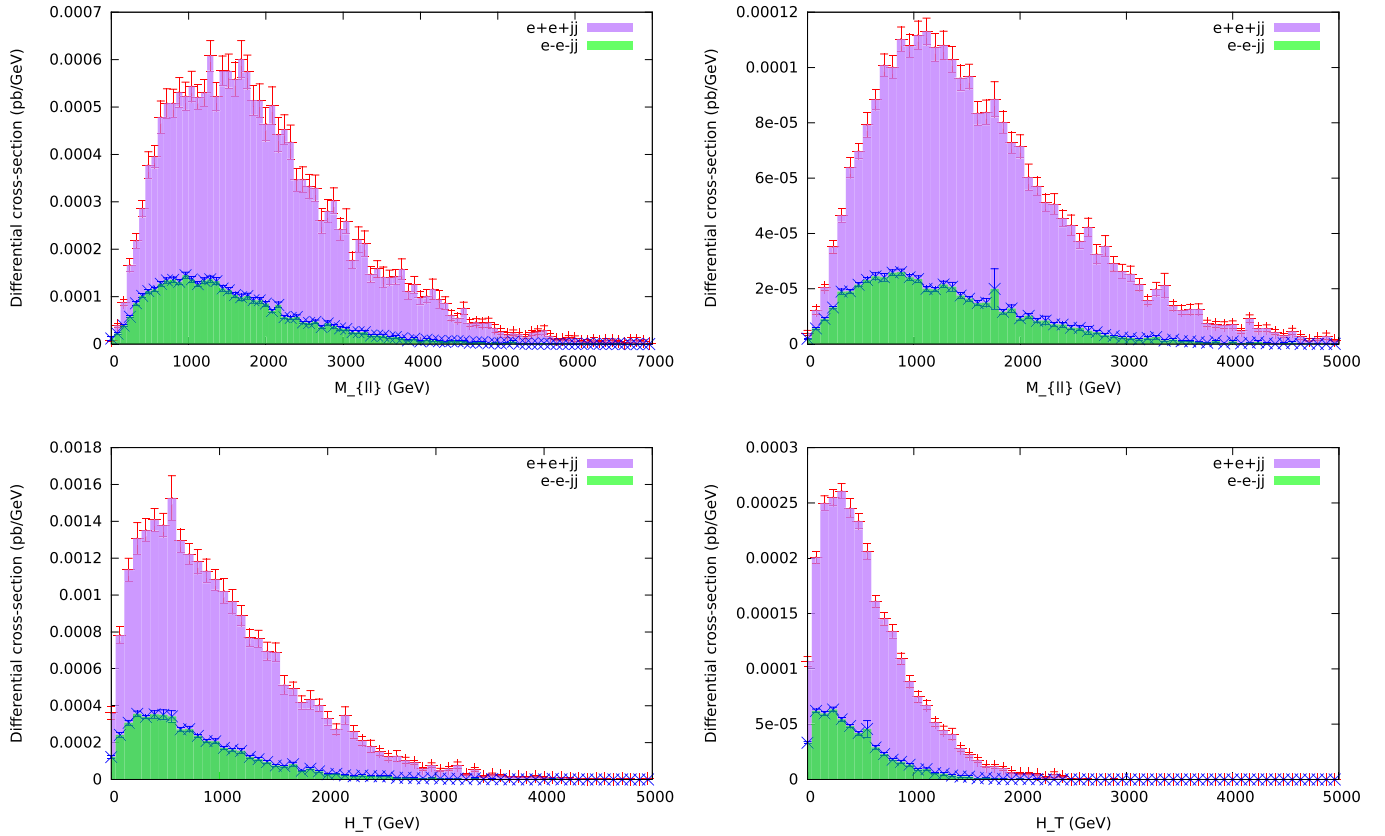 0.0007
0.0006
0.0005
0.0004
0.0003
0.0002
0.0001
0
Differential cross-section (pb/GeV)
e+e+jj
e-e-jj
0 1000 2000 3000 4000 5000 6000 7000
M_{ll} (GeV)
0.00012
0.0001
8e-05
6e-05
4e-05
2e-05
0
Differential cross-section (pb/GeV)
e+e+jj
e-e-jj
0 1000 2000 3000 4000 5000
M_{ll} (GeV)
0.0018
0.0016
0.0014
0.0012
0.001
0.0008
0.0006
0.0004
0.0002
0
Differential cross-section (pb/GeV)
e+e+jj
e-e-jj
0 1000 2000 3000 4000 5000
H_T (GeV)
0.0003
0.00025
0.0002
0.00015
0.0001
5e-05
0
Differential cross-section (pb/GeV)
e+e+jj
e-e-jj
0 1000 2000 3000 4000 5000
H_T (GeV)